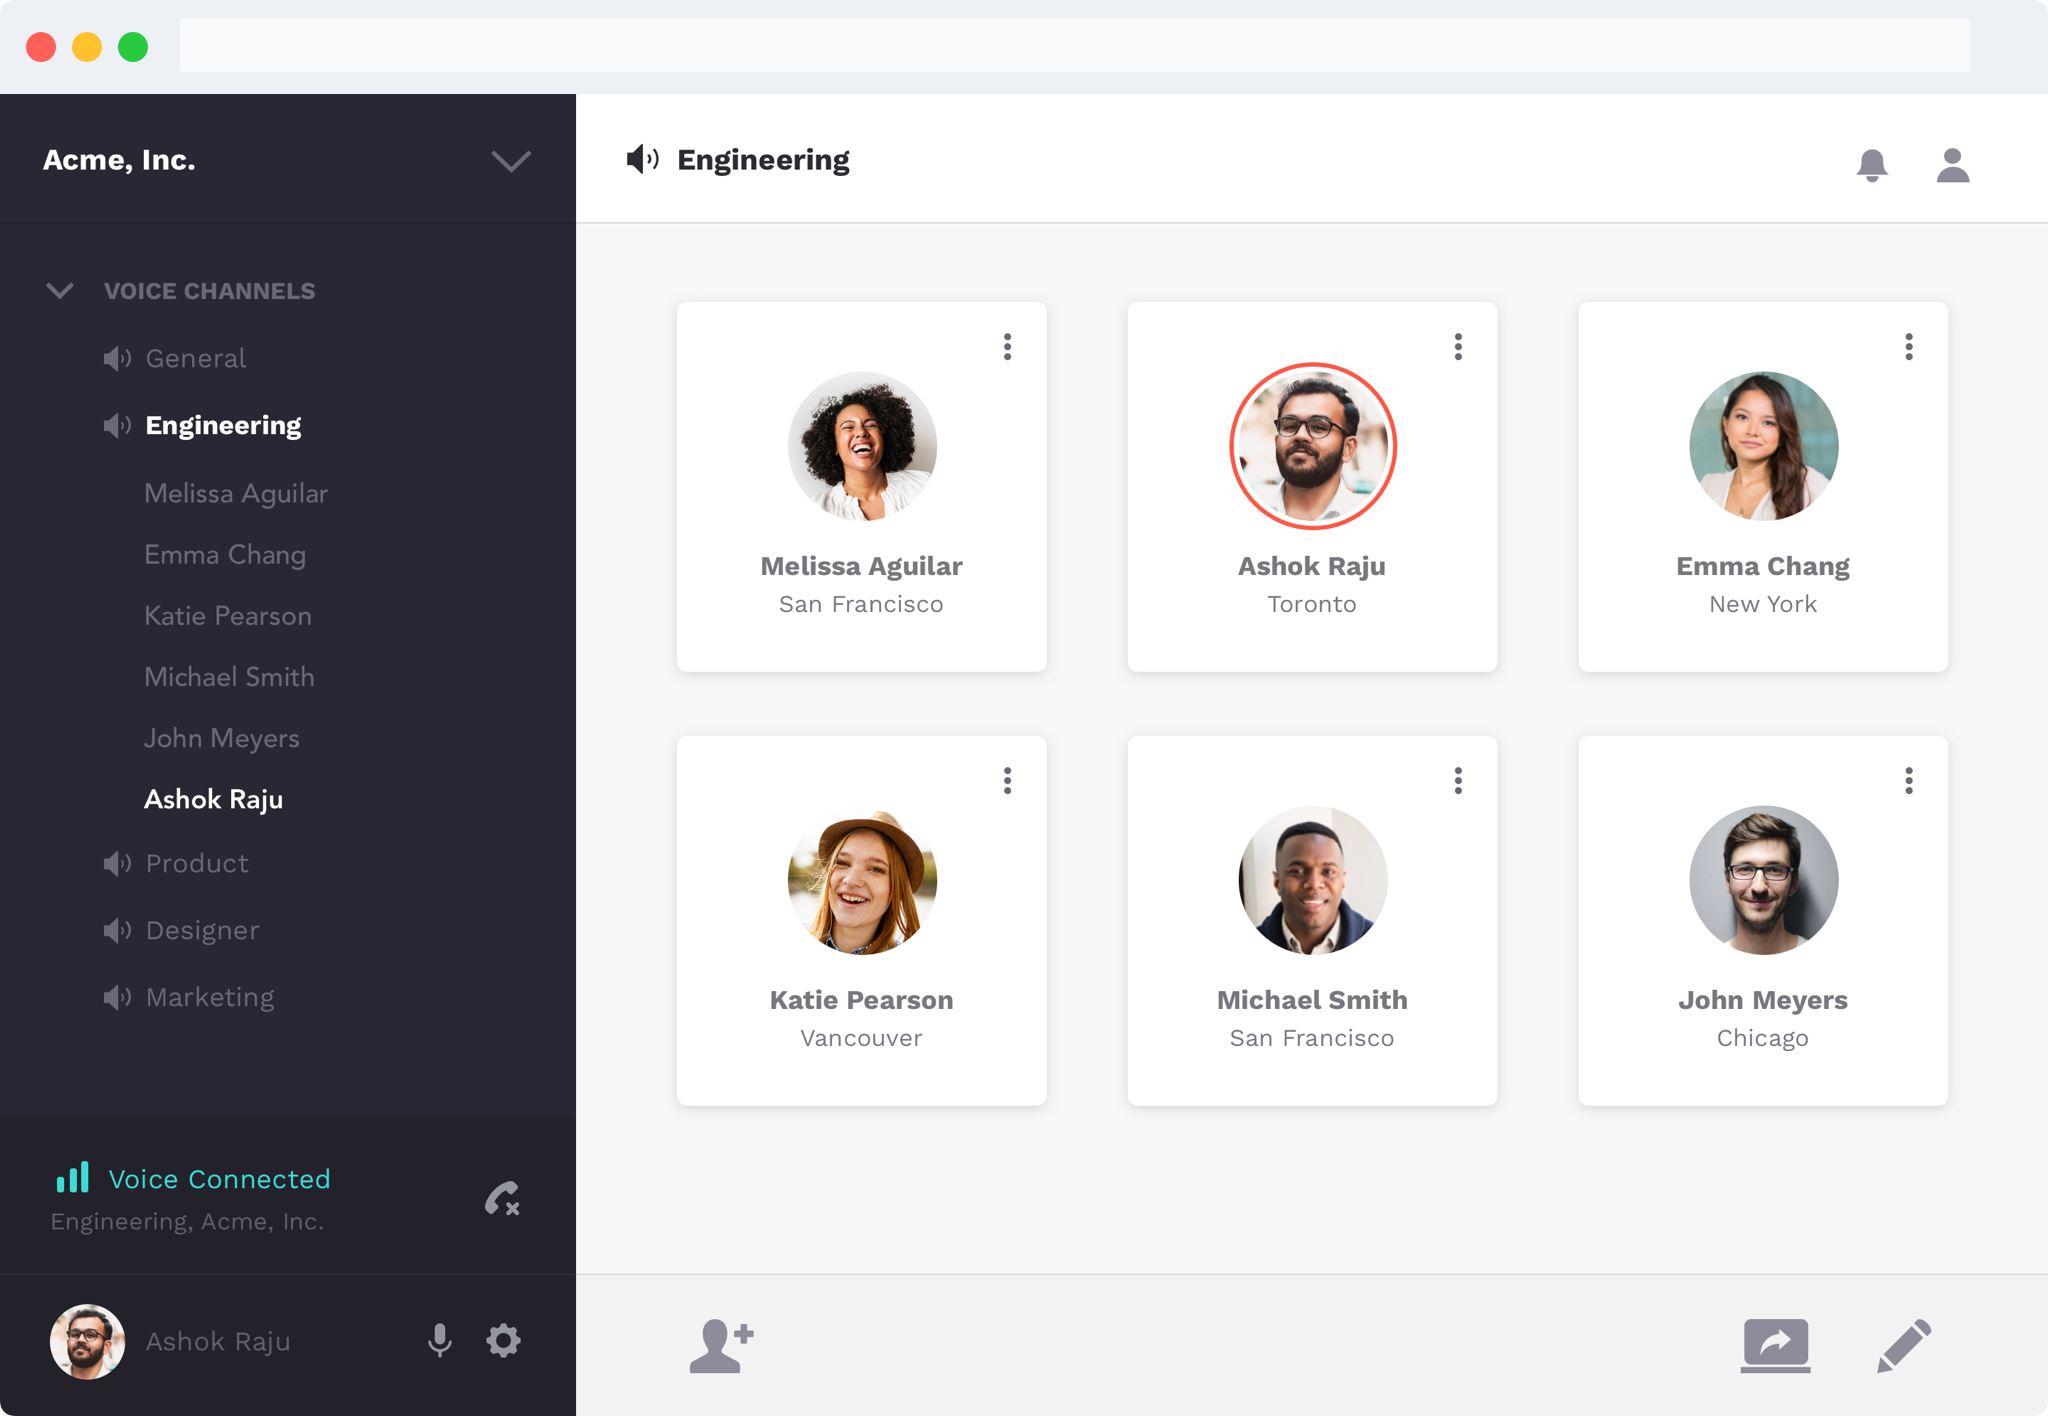 Acme, Inc.
VOICE CHANNELS
General
Engineering
Melissa Aguilar
Emma Chang
Katie Pearson
Michael Smith
John Meyers
Ashok Raju
Product
Designer
Marketing
Voice Connected
Engineering, Acme, Inc.
Ashok Raju
Engineering
Melissa Aguilar
San Francisco
Ashok Raju
Toronto
Emma Chang
New York
Katie Pearson
Vancouver
Michael Smith
San Francisco
John Meyers
Chicago